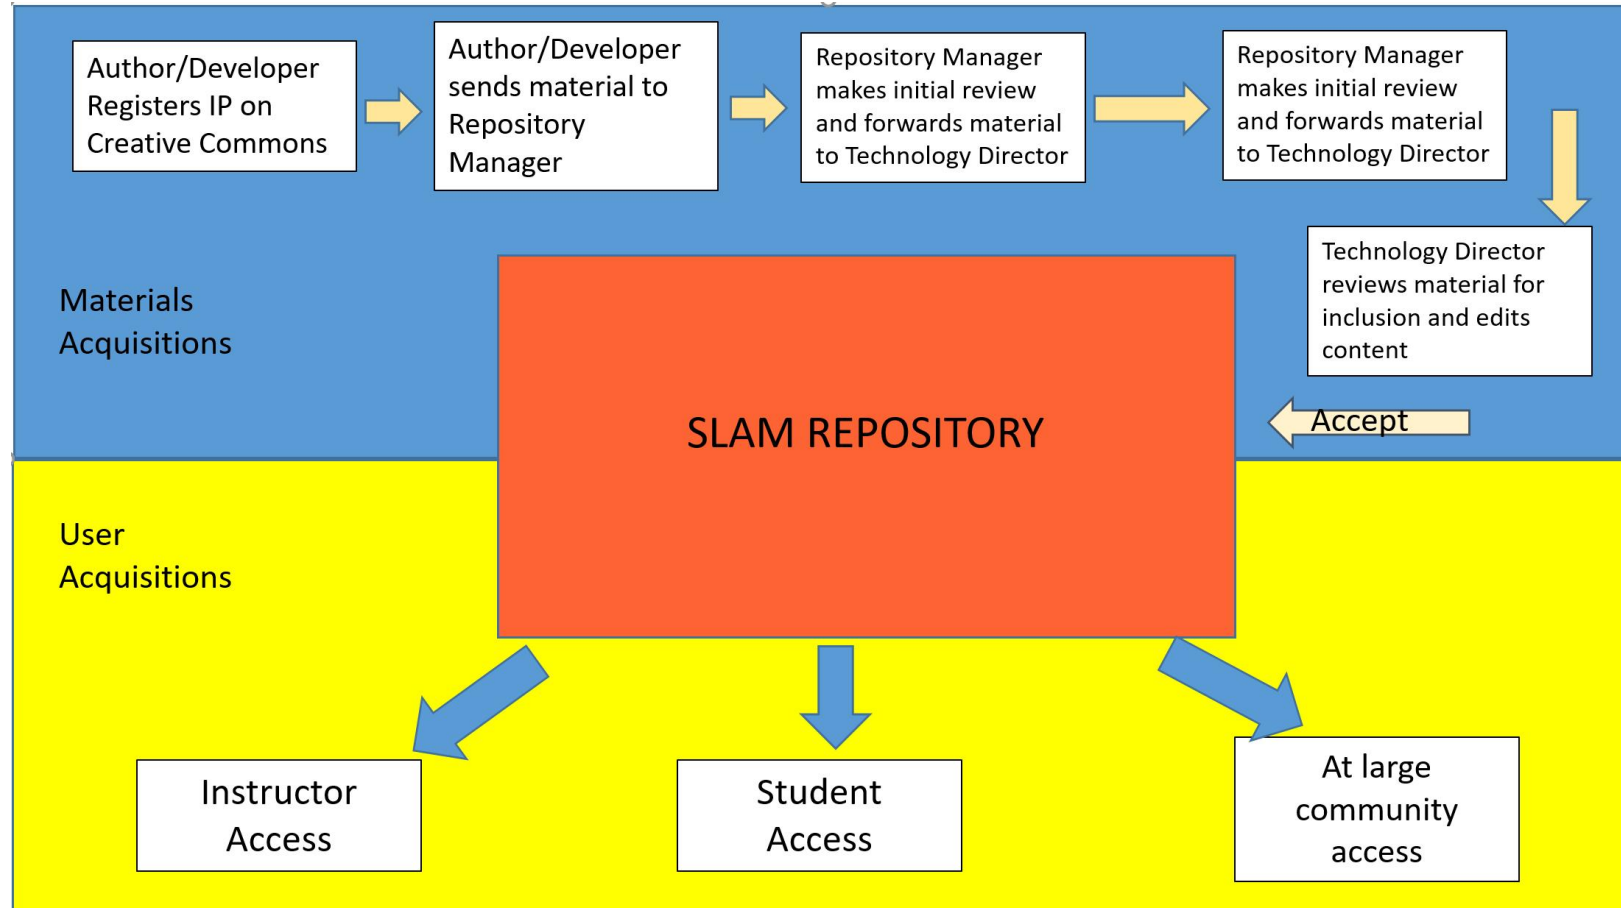 Author/Developer
Registers IP on
Creative Commons
Author/Developer
sends material to
Repository
Manager
Repository Manager
makes initial review
and forwards material
to Technology Director
Repository Manager
makes initial review
and forwards material
to Technology Director
Technology Director
reviews material for
inclusion and edits
content
Materials
Acquisitions
Accept
SLAM REPOSITORY
User
Acquisitions
Instructor
Access
Student
Access
At large
community
access